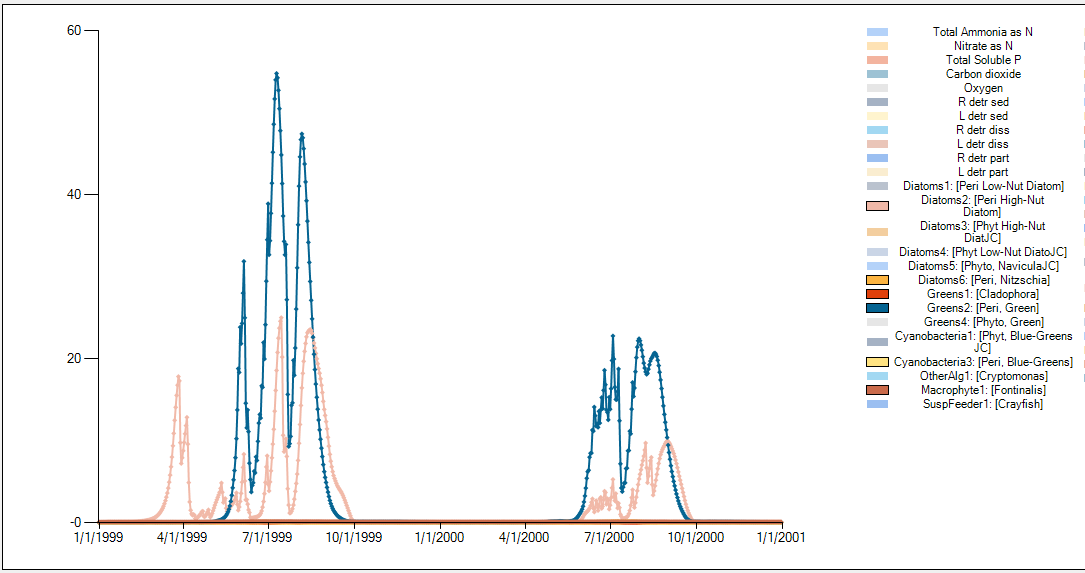 60
40
20
-0
1/1/1999
4/1/1999
7/1/1999
10/1/1999
1/1/2000
4/1/2000
7/1/2000
10/1/2000
1/1/2001
Total Ammonia as N
Nitrate as N
Total Soluble P
Carbon dioxide
Oxygen
R detr sed
L detr sed
R detr diss
L detr diss
R detr part
L detr part
Diatoms1: [Peri Low-Nut Diatom]
Diatoms2: [Peri High-Nut
Diatom]
Diatoms3: [Phyt High-Nut
DiatJC]
Diatoms4: [Phyt Low-Nut DiatoJC]
Diatoms5: [Phyto, NaviculaJC]
Diatoms6: [Peri, Nitzschia]
Greens1: [Cladophora]
Greens2: [Peri, Green]
Greens4: [Phyto, Green]
Cyanobacteria1: [Phyt, Blue-Greens
JC]
Cyanobacteria3: [Peri, Blue-Greens]
OtherAlg1: [Cryptomonas]
Macrophyte1: [Fontinalis]
SuspFeeder1: [Crayfish]